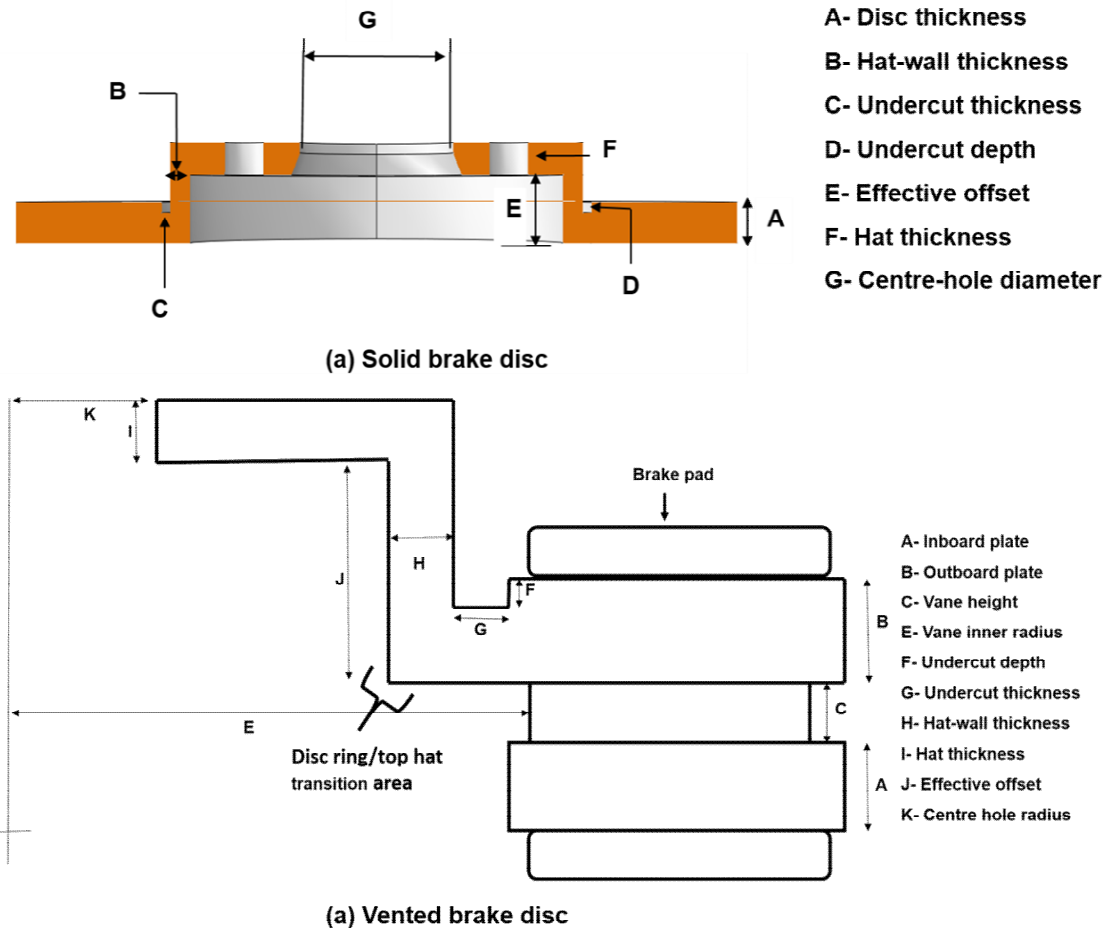 G
A- Disc thickness
B- Hat-wall thickness
B
C- Undercut thickness
F
D- Undercut depth
E
E- Effective offset
A
F- Hat thickness
D
G- Centre-hole diameter
C
(a) Solid brake disc
K
I
Brake pad
A- Inboard plate
H
B- Outboard plate
J
F
C- Vane height
B
E- Vane inner radius
G
F- Undercut depth
G- Undercut thickness
C
E
H- Hat-wall thickness
Disc ring/top hat
transition area
I- Hat thickness
A
J- Effective offset
K- Centre hole radius
(a) Vented brake disc